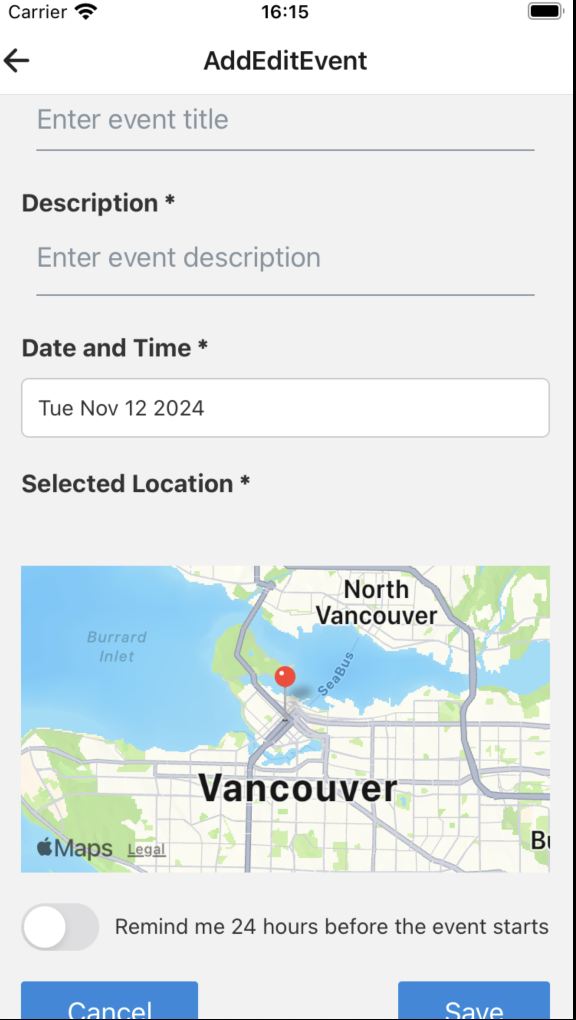 Carrier 16:15
AddEditEvent
Enter event title
Description *
Enter event description
Date and Time *
Tue Nov 12 2024
Selected Location *
North
Vancouver
Burrard
Inlet
SeaBus
Vancouver
Bu
Maps Legal
Remind me 24 hours before the event starts
Cancel Save